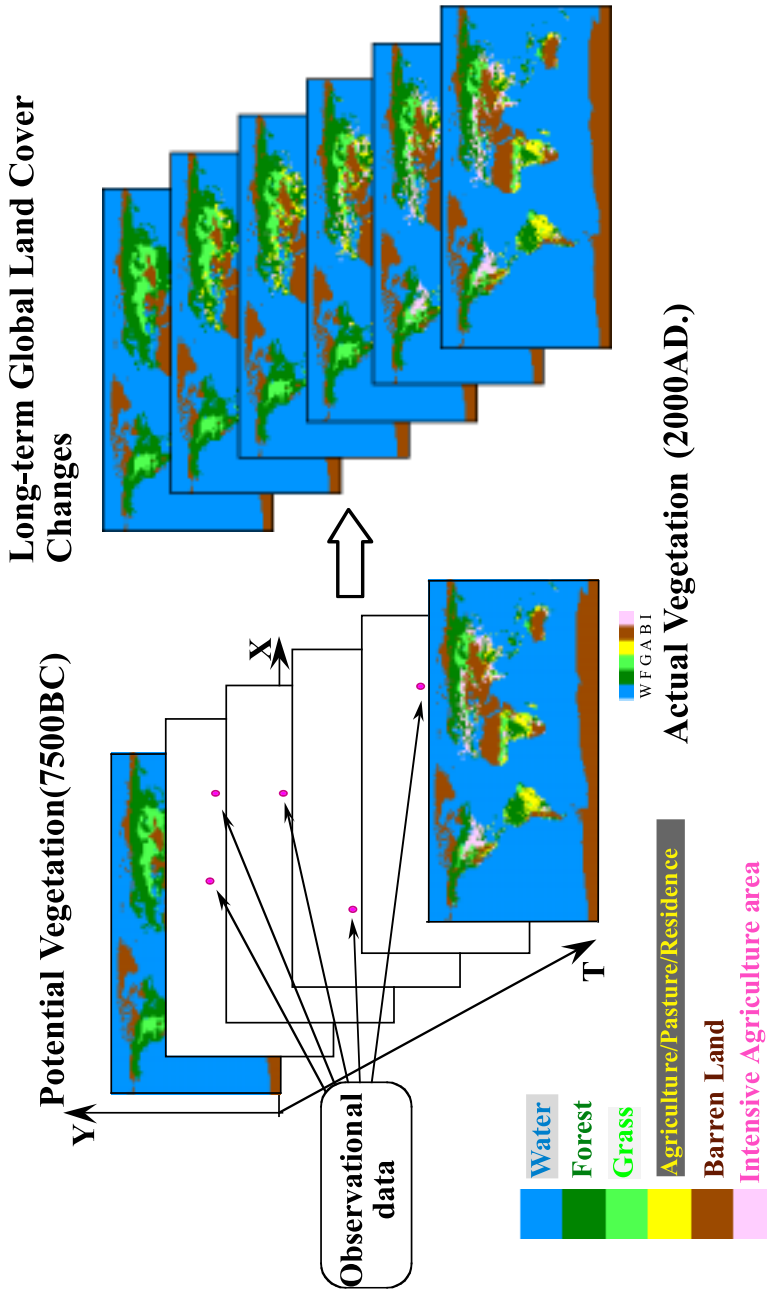 Long-term Global Land Cover
Changes
Potential Vegetation(7500BC)
Y
X
T
Observational
data
W F G A B I
Actual Vegetation (2000AD.)
Water
Forest
Grass
Agriculture/Pasture/Residence
Barren Land
Intensive Agriculture area